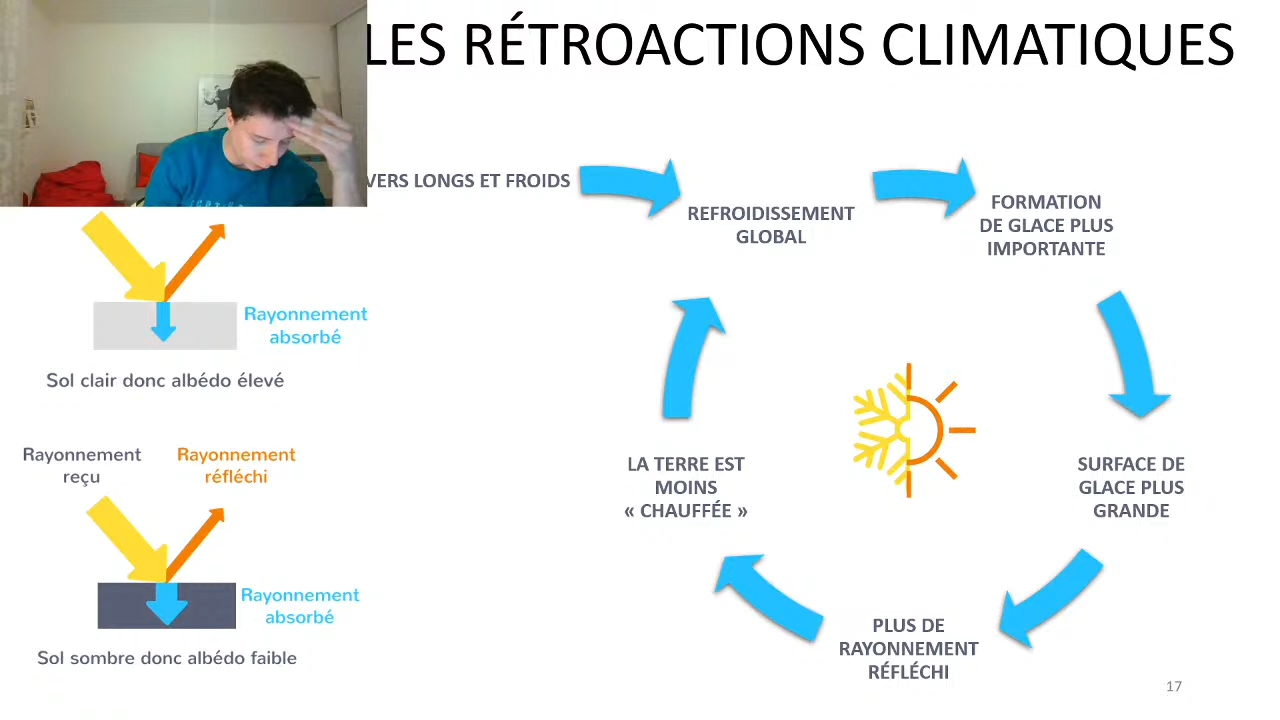 LES RÉTROACTIONS CLIMATIQUES
VERS LONGS ET FROIDS
REFROIDISSEMENT
GLOBAL
FORMATION
DE GLACE PLUS
IMPORTANTE
SURFACE DE
GLACE PLUS
GRANDE
PLUS DE
RAYONNEMENT
RÉFLÉCHI
LA TERRE EST
MOINS
« CHAUFFÉE »
Rayonnement
absorbé
Sol clair donc albédo élevé
Rayonnement
reçu
Rayonnement
réfléchi
Rayonnement
absorbé
Sol sombre donc albédo faible
17